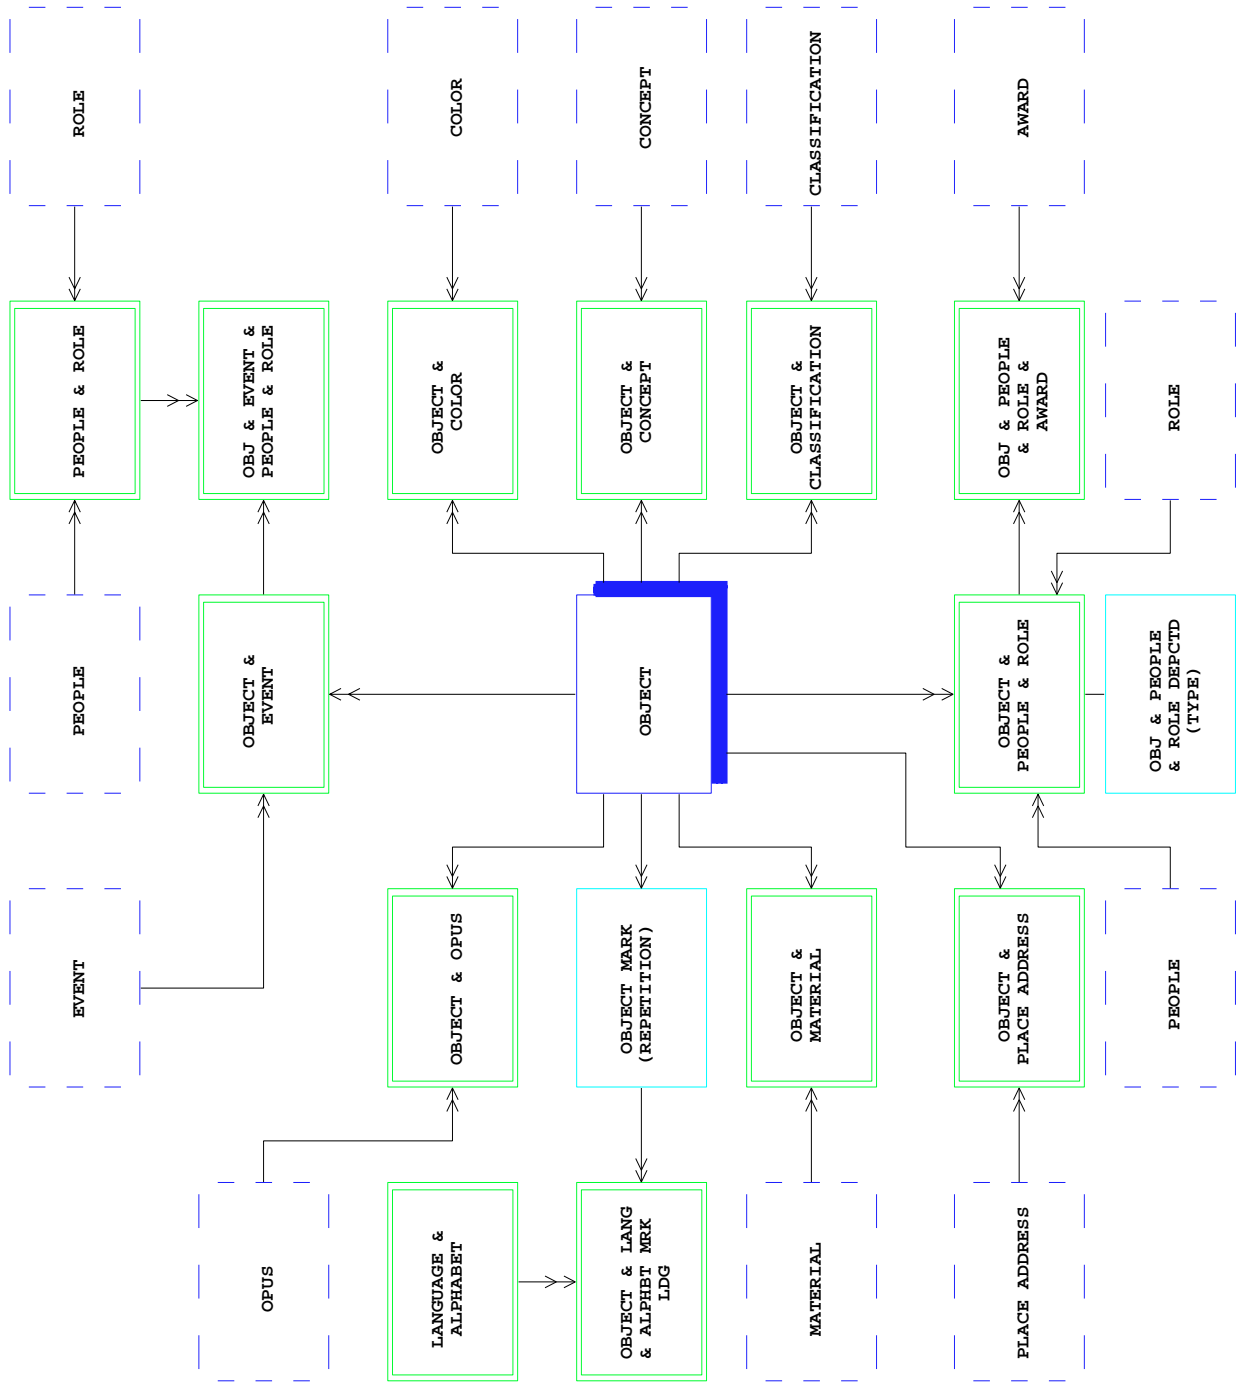 EVENT
PEOPLE
PEOPLE & ROLE
ROLE
OPUS
OBJECT &
EVENT
OBJ & EVENT &
PEOPLE & ROLE
LANGUAGE &
ALPHABET
OBJECT & OPUS
OBJECT &
COLOR
COLOR
OBJECT & LANG
& ALPHBT MRK
LDG
OBJECT MARK
(REPETITION)
OBJECT
OBJECT &
CONCEPT
CONCEPT
MATERIAL
OBJECT &
MATERIAL
OBJECT &
CLASSIFICATION
CLASSIFICATION
PLACE ADDRESS
OBJECT &
PLACE ADDRESS
OBJECT &
PEOPLE & ROLE
OBJ & PEOPLE
& ROLE &
AWARD
AWARD
PEOPLE
OBJ & PEOPLE
& ROLE DEPCTD
(TYPE)
ROLE